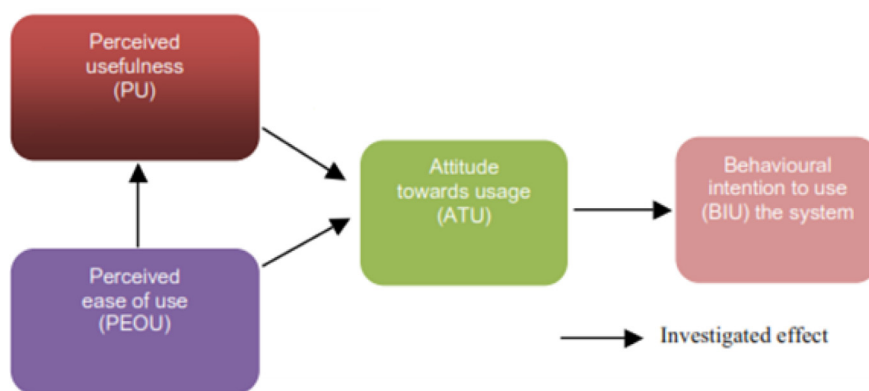 Perceived
usefulness
(PU)
Attitude
towards usage
(ATU)
Behavioural
intention to use
(BIU) the system
Perceived
ease of use
(PEOU)
Investigated effect